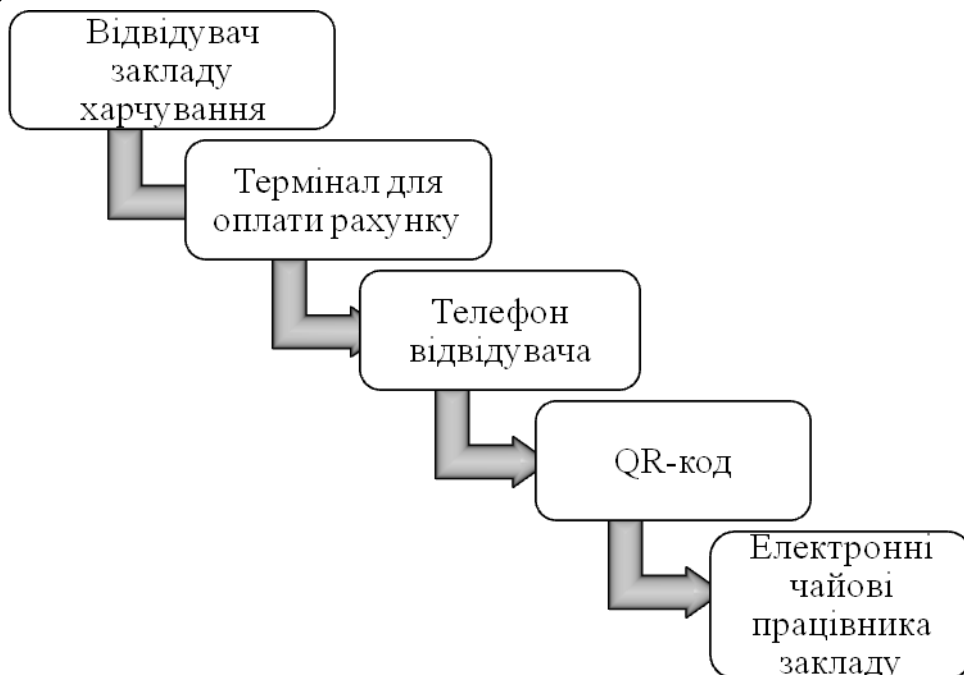 Відвідувач
закладу
харчування
Термінал для
оплати рахунку
Телефон
відвідувача
QR-код
Електронні
чайові
працівника
закладу